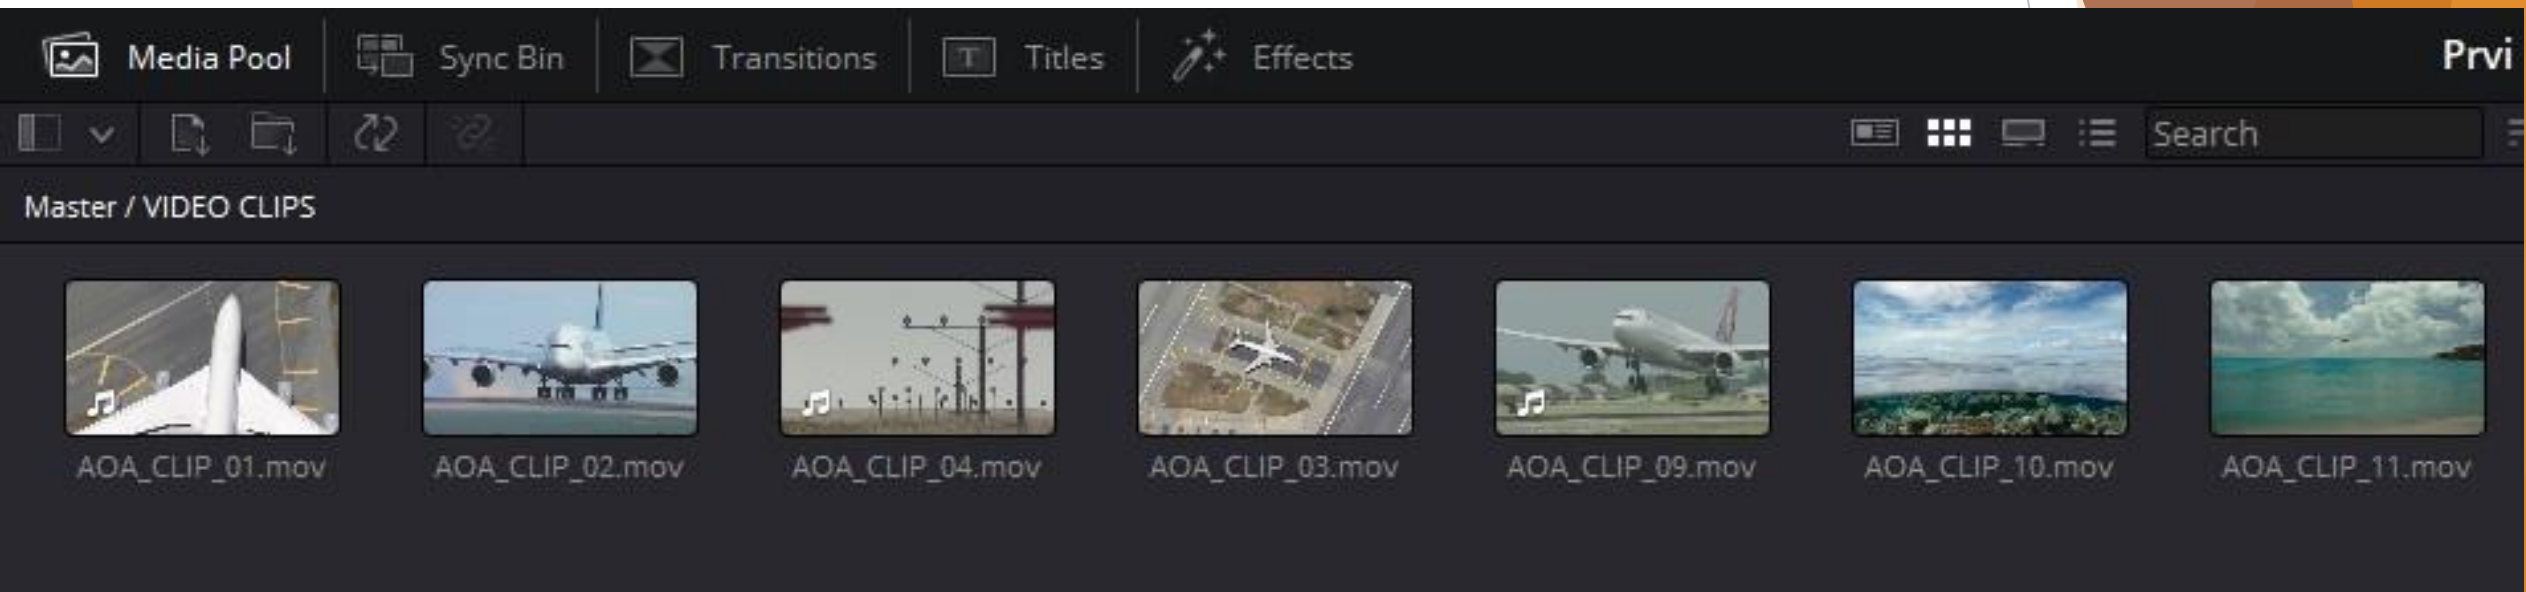 Media Pool Sync Bin Transitions Titles Effects Prvi
Search
Master / VIDEO CLIPS
AOA_CLIP_01.mov AOA_CLIP_02.mov AOA_CLIP_04.mov AOA_CLIP_03.mov AOA_CLIP_09.mov AOA_CLIP_10.mov AOA_CLIP_11.mov